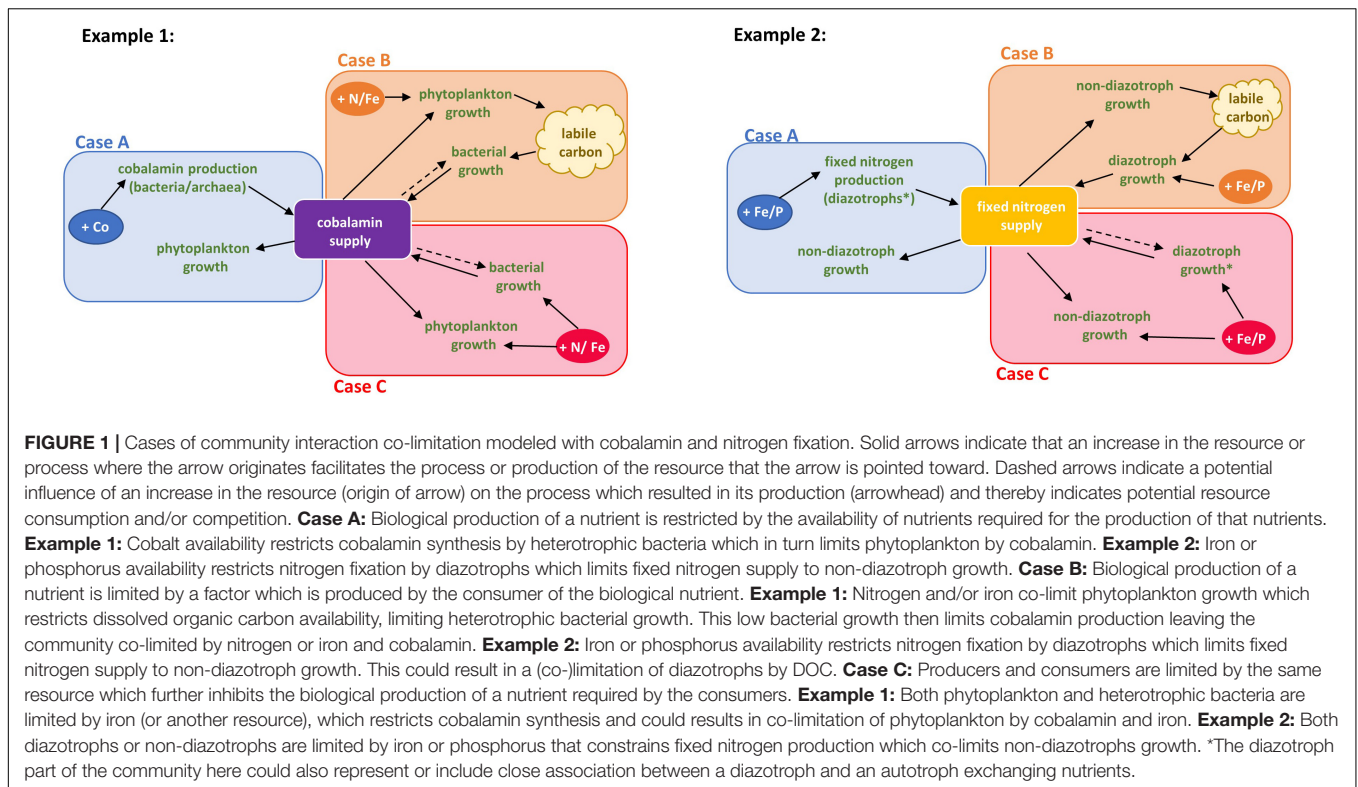 Example 1:
Case B
+ N/Fe
phytoplankton
growth
labile
carbon
bacterial
growth
Case A
cobalamin production
(bacteria/archaea)
+ Co
phytoplankton
growth
cobalamin
supply
bacterial
growth
phytoplankton
growth
+ N/ Fe
Case C
Example 2:
Case B
non-diazotroph
growth
labile
carbon
diazotroph
growth
+ Fe/P
Case A
fixed nitrogen
production
(diazotrophs*)
+ Fe/P
non-diazotroph
growth
fixed nitrogen
supply
diazotroph
growth*
non-diazotroph
growth
+ Fe/P
Case C
FIGURE 1 | Cases of community interaction co-limitation modeled with cobalamin and nitrogen fixation. Solid arrows indicate that an increase in the resource or
process where the arrow originates facilitates the process or production of the resource that the arrow is pointed toward. Dashed arrows indicate a potential
influence of an increase in the resource (origin of arrow) on the process which resulted in its production (arrowhead) and thereby indicates potential resource
consumption and/or competition. Case A: Biological production of a nutrient is restricted by the availability of nutrients required for the production of that nutrients.
Example 1: Cobalt availability restricts cobalamin synthesis by heterotrophic bacteria which in turn limits phytoplankton by cobalamin. Example 2: Iron or
phosphorus availability restricts nitrogen fixation by diazotrophs which limits fixed nitrogen supply to non-diazotroph growth. Case B: Biological production of a
nutrient is limited by a factor which is produced by the consumer of the biological nutrient. Example 1: Nitrogen and/or iron co-limit phytoplankton growth which
restricts dissolved organic carbon availability, limiting heterotrophic bacterial growth. This low bacterial growth then limits cobalamin production leaving the
community co-limited by nitrogen or iron and cobalamin. Example 2: Iron or phosphorus availability restricts nitrogen fixation by diazotrophs which limits fixed
nitrogen supply to non-diazotroph growth. This could result in a (co-)limitation of diazotrophs by DOC. Case C: Producers and consumers are limited by the same
resource which further inhibits the biological production of a nutrient required by the consumers. Example 1: Both phytoplankton and heterotrophic bacteria are
limited by iron (or another resource), which restricts cobalamin synthesis and could results in co-limitation of phytoplankton by cobalamin and iron. Example 2: Both
diazotrophs or non-diazotrophs are limited by iron or phosphorus that constrains fixed nitrogen production which co-limits non-diazotrophs growth. *The diazotroph
part of the community here could also represent or include close association between a diazotroph and an autotroph exchanging nutrients.